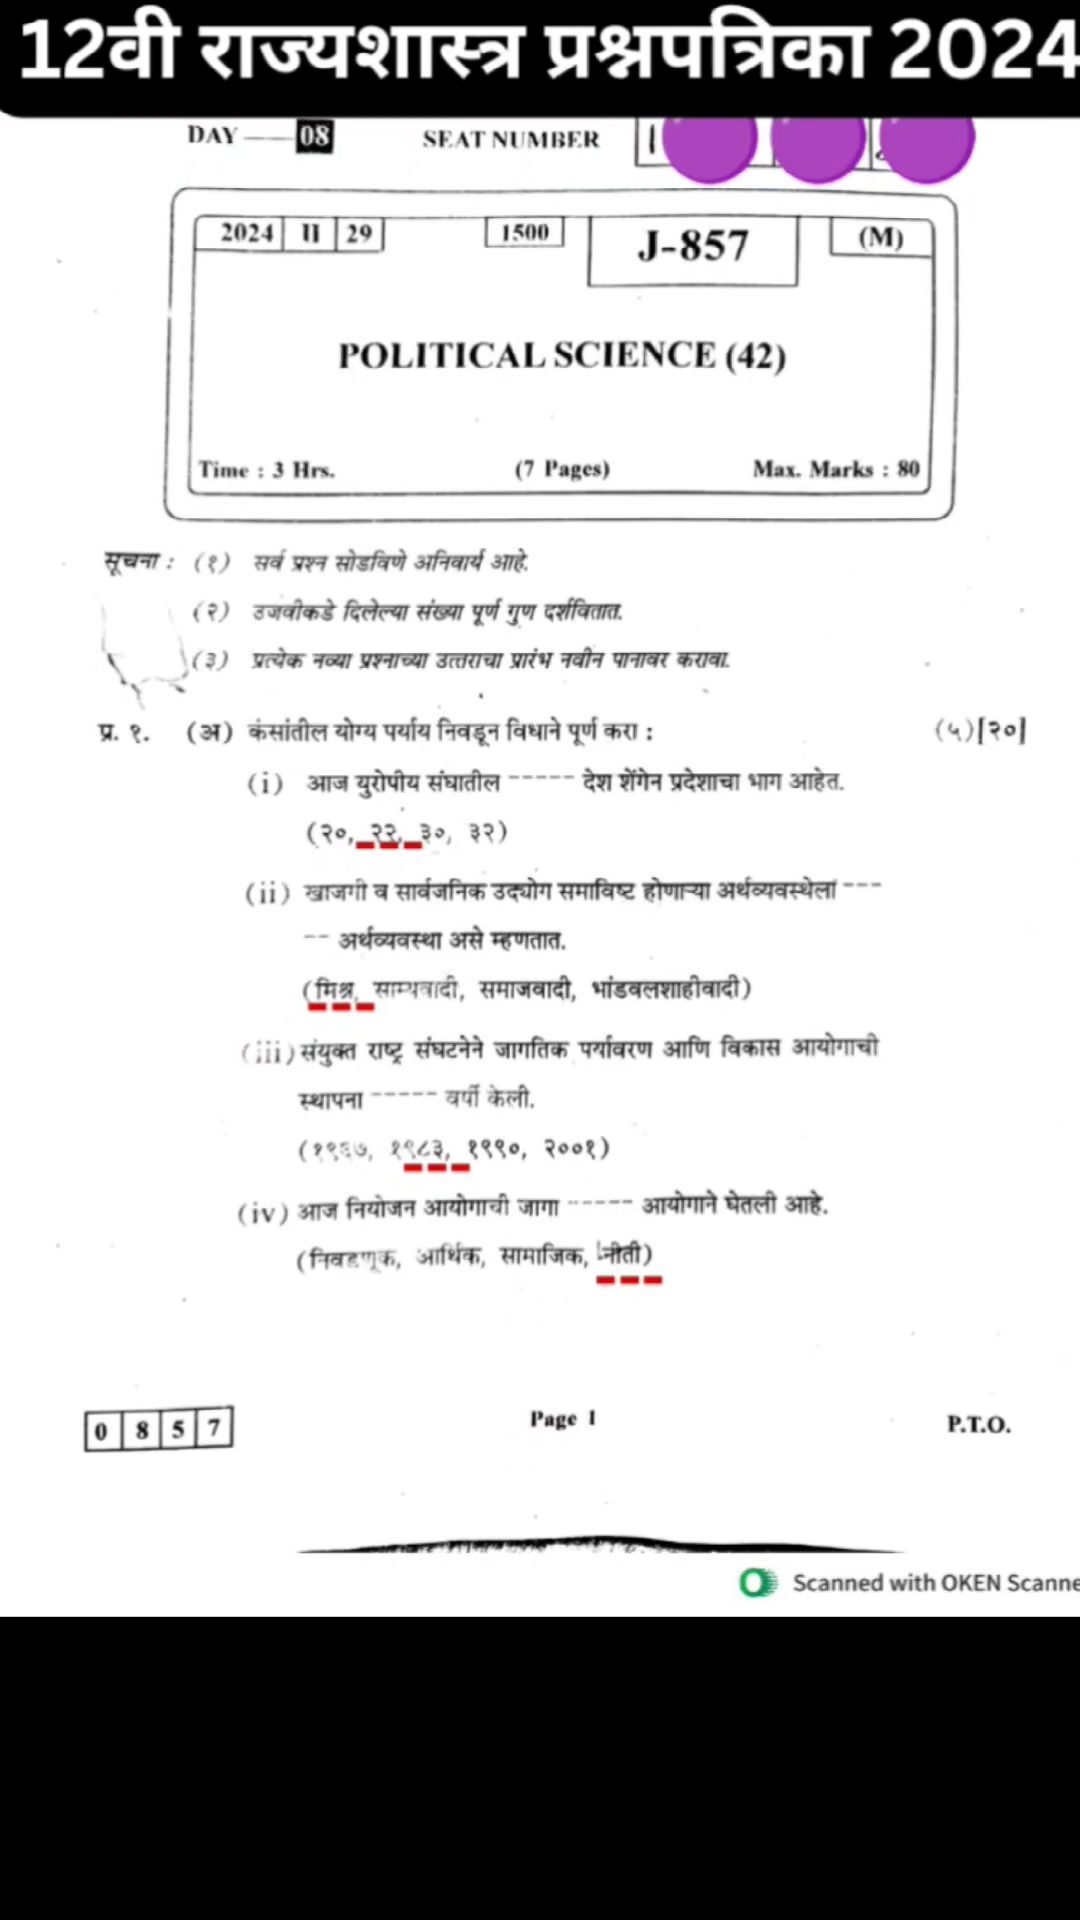 12वी राज्यशास्त्र प्रश्नपत्रिका 2024
DAY —— 08 SEAT NUMBER
2024 II 29 1500 J-857 (M)
POLITICAL SCIENCE (42)
Time : 3 Hrs. (7 Pages) Max. Marks : 80
सूचना : (१) सर्व प्रश्न सोडविणे अनिवार्य आहे.
(२) उजवीकडे दिलेल्या संख्या पूर्ण गुण दर्शवितात.
(३) प्रत्येक नव्या प्रश्नाच्या उत्तराचा प्रारंभ नवीन पानावर करावा.
प्र. १. (अ) कंसांतील योग्य पर्याय निवडून विधाने पूर्ण करा : (५)[२०]
(i) आज युरोपीय संघातील ----- देश शेंगेन प्रदेशाचा भाग आहेत.
(२०, २२, ३०, ३२)
(ii) खाजगी व सार्वजनिक उद्योग समाविष्ट होणाऱ्या अर्थव्यवस्थेला ---
-- अर्थव्यवस्था असे म्हणतात.
(मिश्र, साम्यवादी, समाजवादी, भांडवलशाहीवादी)
(iii) संयुक्त राष्ट्र संघटनेने जागतिक पर्यावरण आणि विकास आयोगाची
स्थापना ----- वर्षी केली.
(१९६७, १९८३, १९९०, २००१)
(iv) आज नियोजन आयोगाची जागा ----- आयोगाने घेतली आहे.
(निवडणूक, आर्थिक, सामाजिक, नीती)
0 8 5 7 Page 1 P.T.O.
Scanned with OKEN Scanne